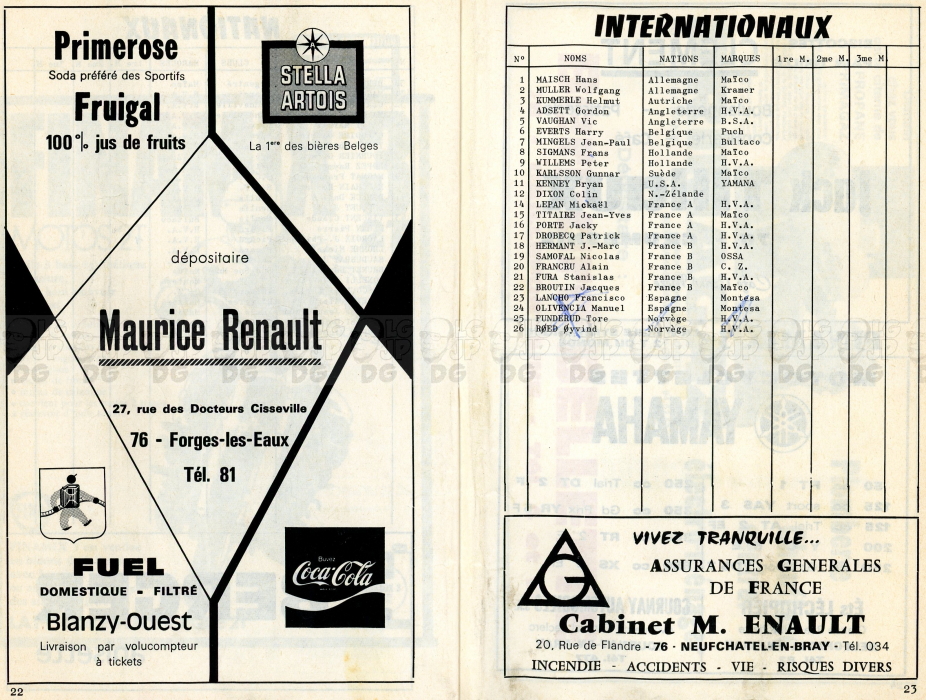 Primerose
Soda préféré des Sportifs
Fruigal
100% jus de fruits
STELLA
ARTOIS
La 1ere des bières Belges
dépositaire
Maurice Renault
27, rue des Docteurs Cisseville
76 - Forges-les-Eaux
Tél. 81
FUEL
DOMESTIQUE - FILTRÉ
Blanzy-Ouest
Livraison par volucompteur
à tickets
Buvez
Coca-Cola
22
INTERNATIONAUX
N° NOMS NATIONS MARQUES 1re M. 2me M. 3me M.
1 MAISCH Hans Allemagne Maïco
2 MULLER Wolfgang Allemagne Kramer
3 KUMMERLE Helmut Autriche Maïco
4 ADSETT Gordon Angleterre H.V.A.
5 VAUGHAN Vic Angleterre B.S.A.
6 EVERTS Harry Belgique Puch
7 MINGELS Jean-Paul Belgique Bultaco
8 SIGMANS Frans Hollande Maïco
9 WILLEMS Peter Hollande H.V.A.
10 KARLSSON Gunnar Suède Maïco
11 KENNEY Bryan U.S.A. YAMANA
12 DIXON Colin N.-Zélande
14 LEPAN Mickaël France A H.V.A.
15 TITAIRE Jean-Yves France A Maïco
16 PORTE Jacky France A H.V.A.
17 DROBECQ Patrick France A H.V.A.
18 HERMANT J.-Marc France B H.V.A.
19 SAMOFAL Nicolas France B OSSA
20 FRANCRU Alain France B C. Z.
21 FURA Stanislas France B H.V.A.
22 BROUTIN Jacques France B Maïco
23 LANCHO Francisco Espagne Montesa
24 OLIVENCIA Manuel Espagne Montesa
25 FUNDERUD Tore Norvège H.V.A.
26 RØED Øyvind Norvège H.V.A.
VIVEZ TRANQUILLE...
ASSURANCES GENERALES
DE FRANCE
Cabinet M. ENAULT
20, Rue de Flandre - 76 - NEUFCHATEL-EN-BRAY - Tél. 034
INCENDIE - ACCIDENTS - VIE - RISQUES DIVERS
23